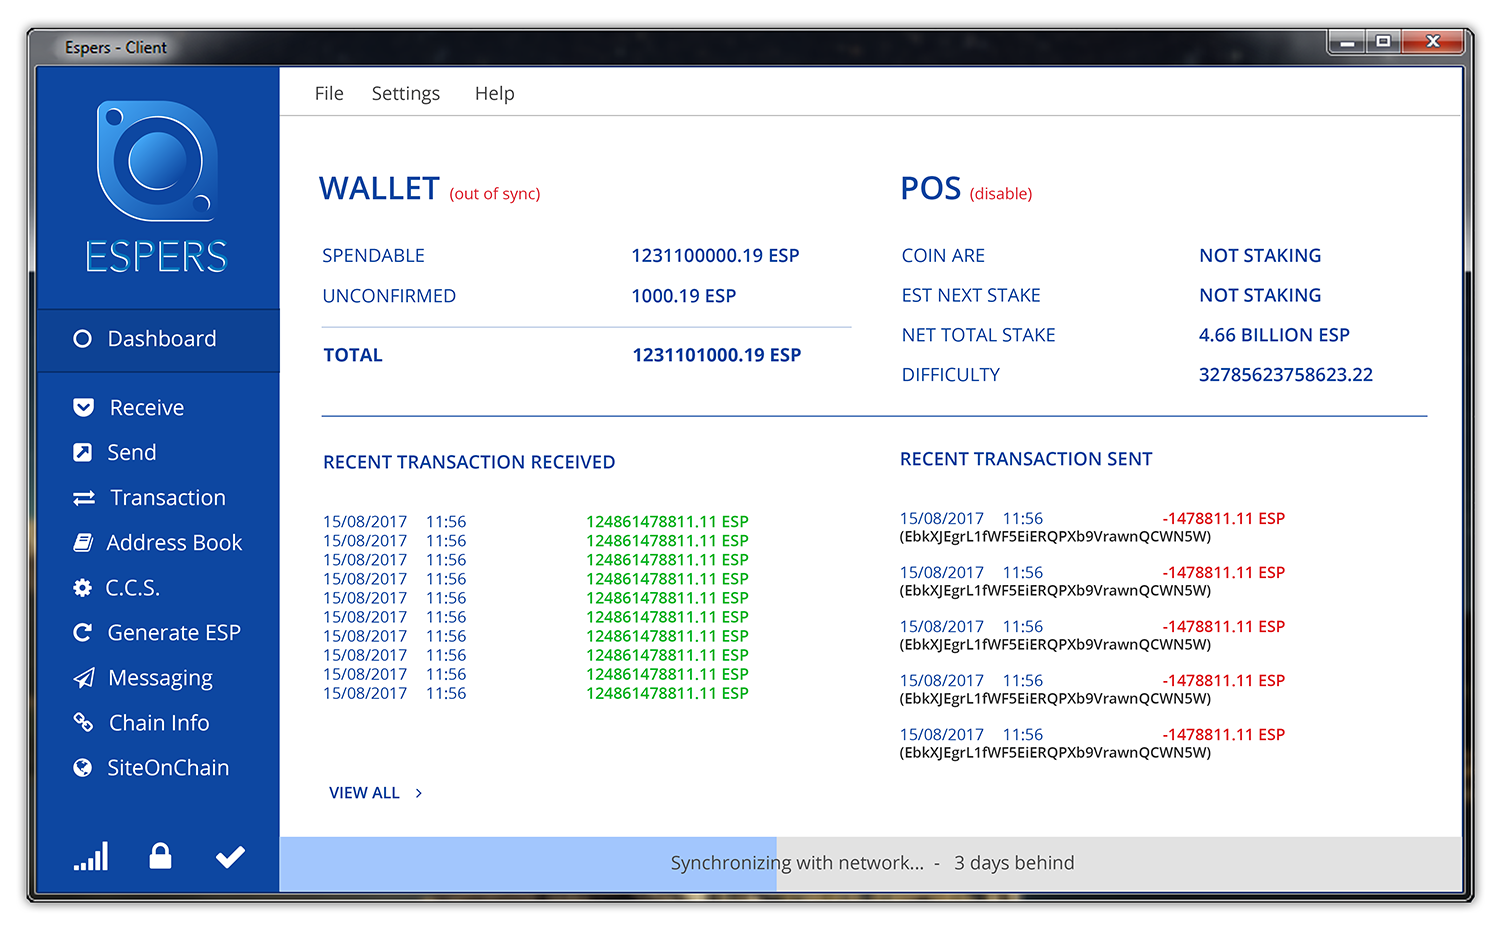 Espers - Client
File Settings Help
ESPERS
Dashboard
Receive
Send
Transaction
Address Book
C.C.S.
Generate ESP
Messaging
Chain Info
SiteOnChain
WALLET (out of sync)
SPENDABLE 1231100000.19 ESP
UNCONFIRMED 1000.19 ESP
TOTAL 1231101000.19 ESP
POS (disable)
COIN ARE NOT STAKING
EST NEXT STAKE NOT STAKING
NET TOTAL STAKE 4.66 BILLION ESP
DIFFICULTY 32785623758623.22
RECENT TRANSACTION RECEIVED
15/08/2017 11:56 124861478811.11 ESP
15/08/2017 11:56 124861478811.11 ESP
15/08/2017 11:56 124861478811.11 ESP
15/08/2017 11:56 124861478811.11 ESP
15/08/2017 11:56 124861478811.11 ESP
15/08/2017 11:56 124861478811.11 ESP
15/08/2017 11:56 124861478811.11 ESP
15/08/2017 11:56 124861478811.11 ESP
15/08/2017 11:56 124861478811.11 ESP
15/08/2017 11:56 124861478811.11 ESP
VIEW ALL >
RECENT TRANSACTION SENT
15/08/2017 11:56 -1478811.11 ESP
(EbkXJEgrL1fWF5EiERQPXb9VrawnQCWN5W)
15/08/2017 11:56 -1478811.11 ESP
(EbkXJEgrL1fWF5EiERQPXb9VrawnQCWN5W)
15/08/2017 11:56 -1478811.11 ESP
(EbkXJEgrL1fWF5EiERQPXb9VrawnQCWN5W)
15/08/2017 11:56 -1478811.11 ESP
(EbkXJEgrL1fWF5EiERQPXb9VrawnQCWN5W)
15/08/2017 11:56 -1478811.11 ESP
(EbkXJEgrL1fWF5EiERQPXb9VrawnQCWN5W)
Synchronizing with network... - 3 days behind